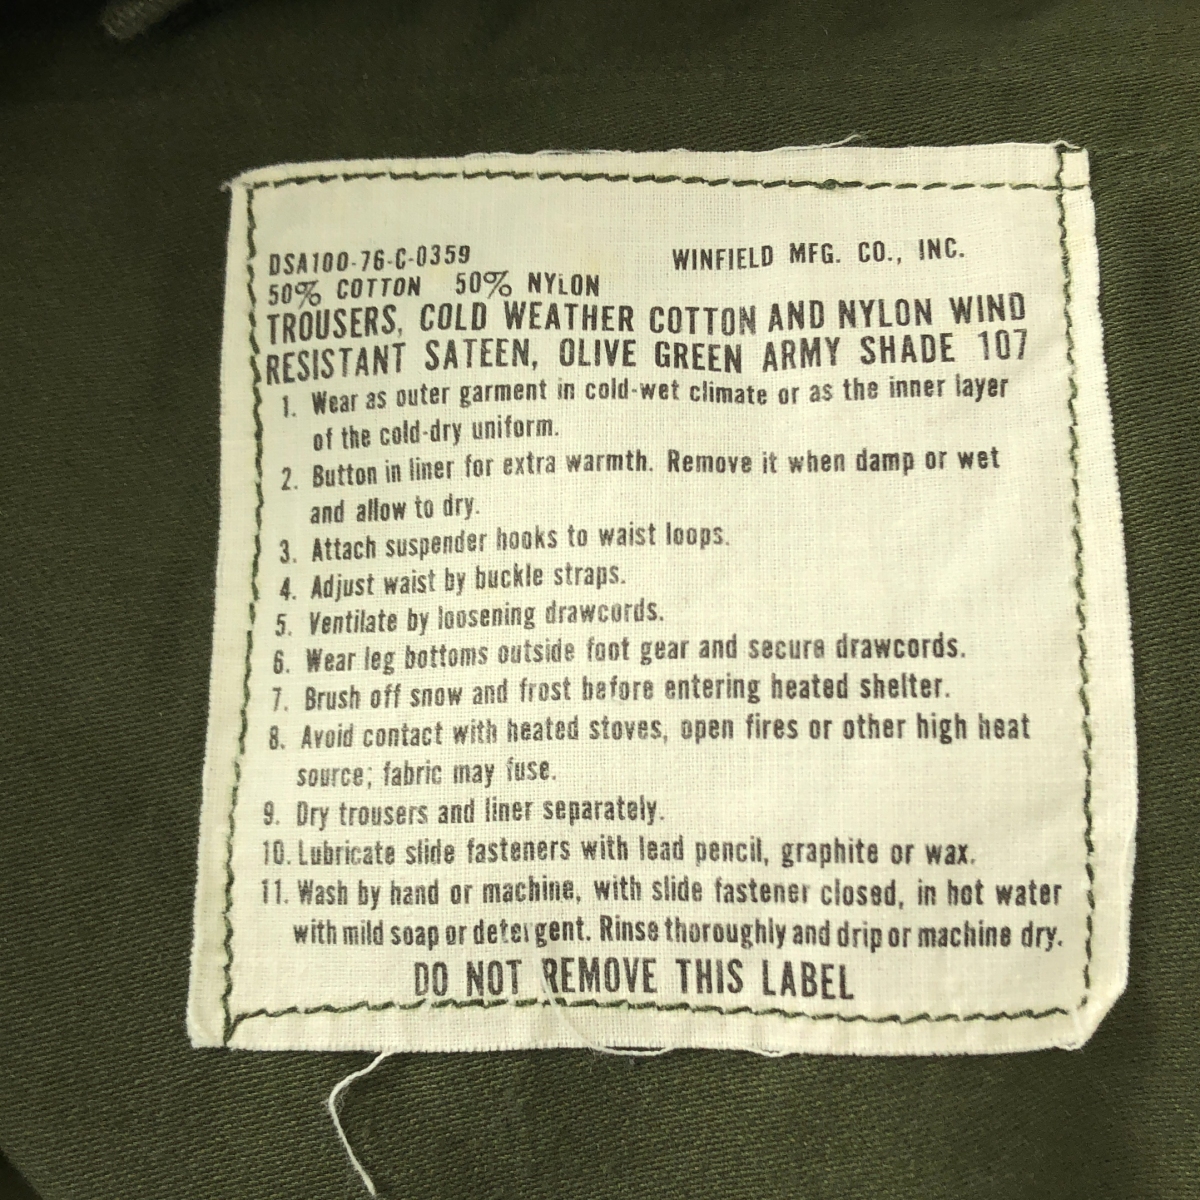 DSA100-76-C-0359 WINFIELD MFG. CO., INC.
50% COTTON 50% NYLON
TROUSERS, COLD WEATHER COTTON AND NYLON WIND
RESISTANT SATEEN, OLIVE GREEN ARMY SHADE 107
1. Wear as outer garment in cold-wet climate or as the inner layer
of the cold-dry uniform.
2. Button in liner for extra warmth. Remove it when damp or wet
and allow to dry.
3. Attach suspender hooks to waist loops.
4. Adjust waist by buckle straps.
5. Ventilate by loosening drawcords.
6. Wear leg bottoms outside foot gear and secure drawcords.
7. Brush off snow and frost before entering heated shelter.
8. Avoid contact with heated stoves, open fires or other high heat
source; fabric may fuse.
9. Dry trousers and liner separately.
10. Lubricate slide fasteners with lead pencil, graphite or wax.
11. Wash by hand or machine, with slide fastener closed, in hot water
with mild soap or detergent. Rinse thoroughly and drip or machine dry.
DO NOT REMOVE THIS LABEL